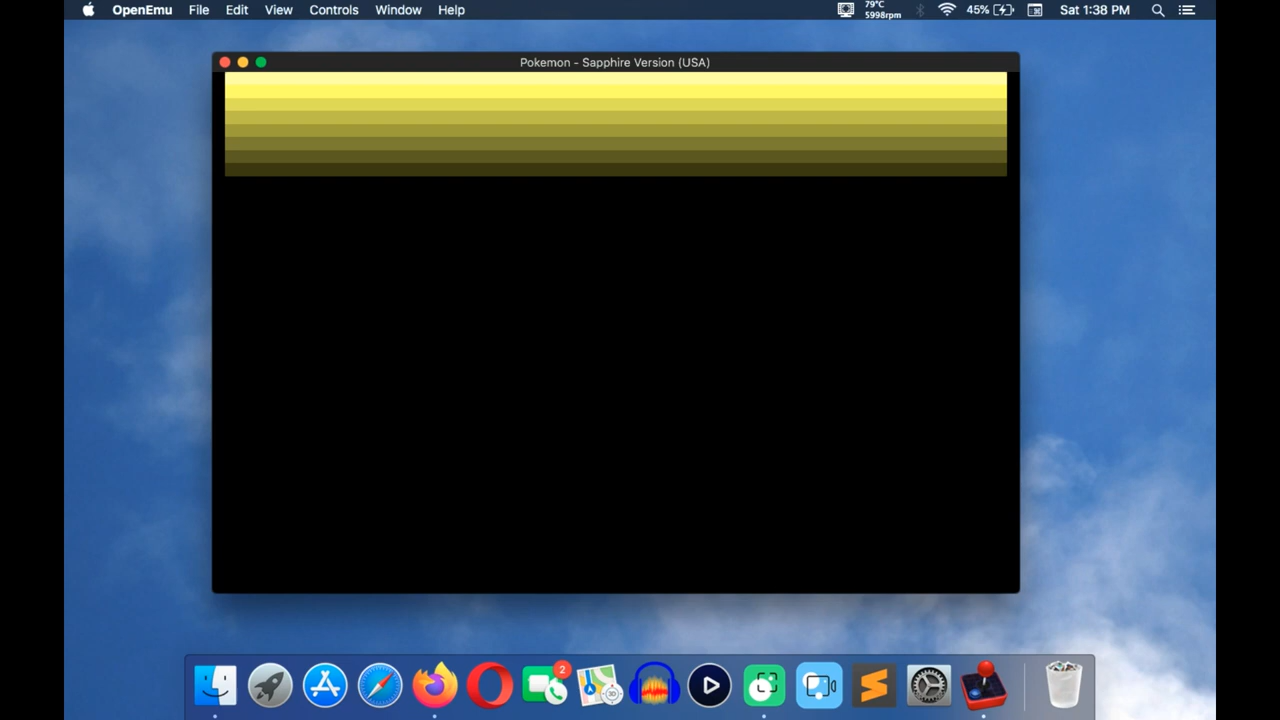 OpenEmu File Edit View Controls Window Help 79°C 5998rpm 45% Sat 1:38 PM
Pokemon - Sapphire Version (USA)
2
3D